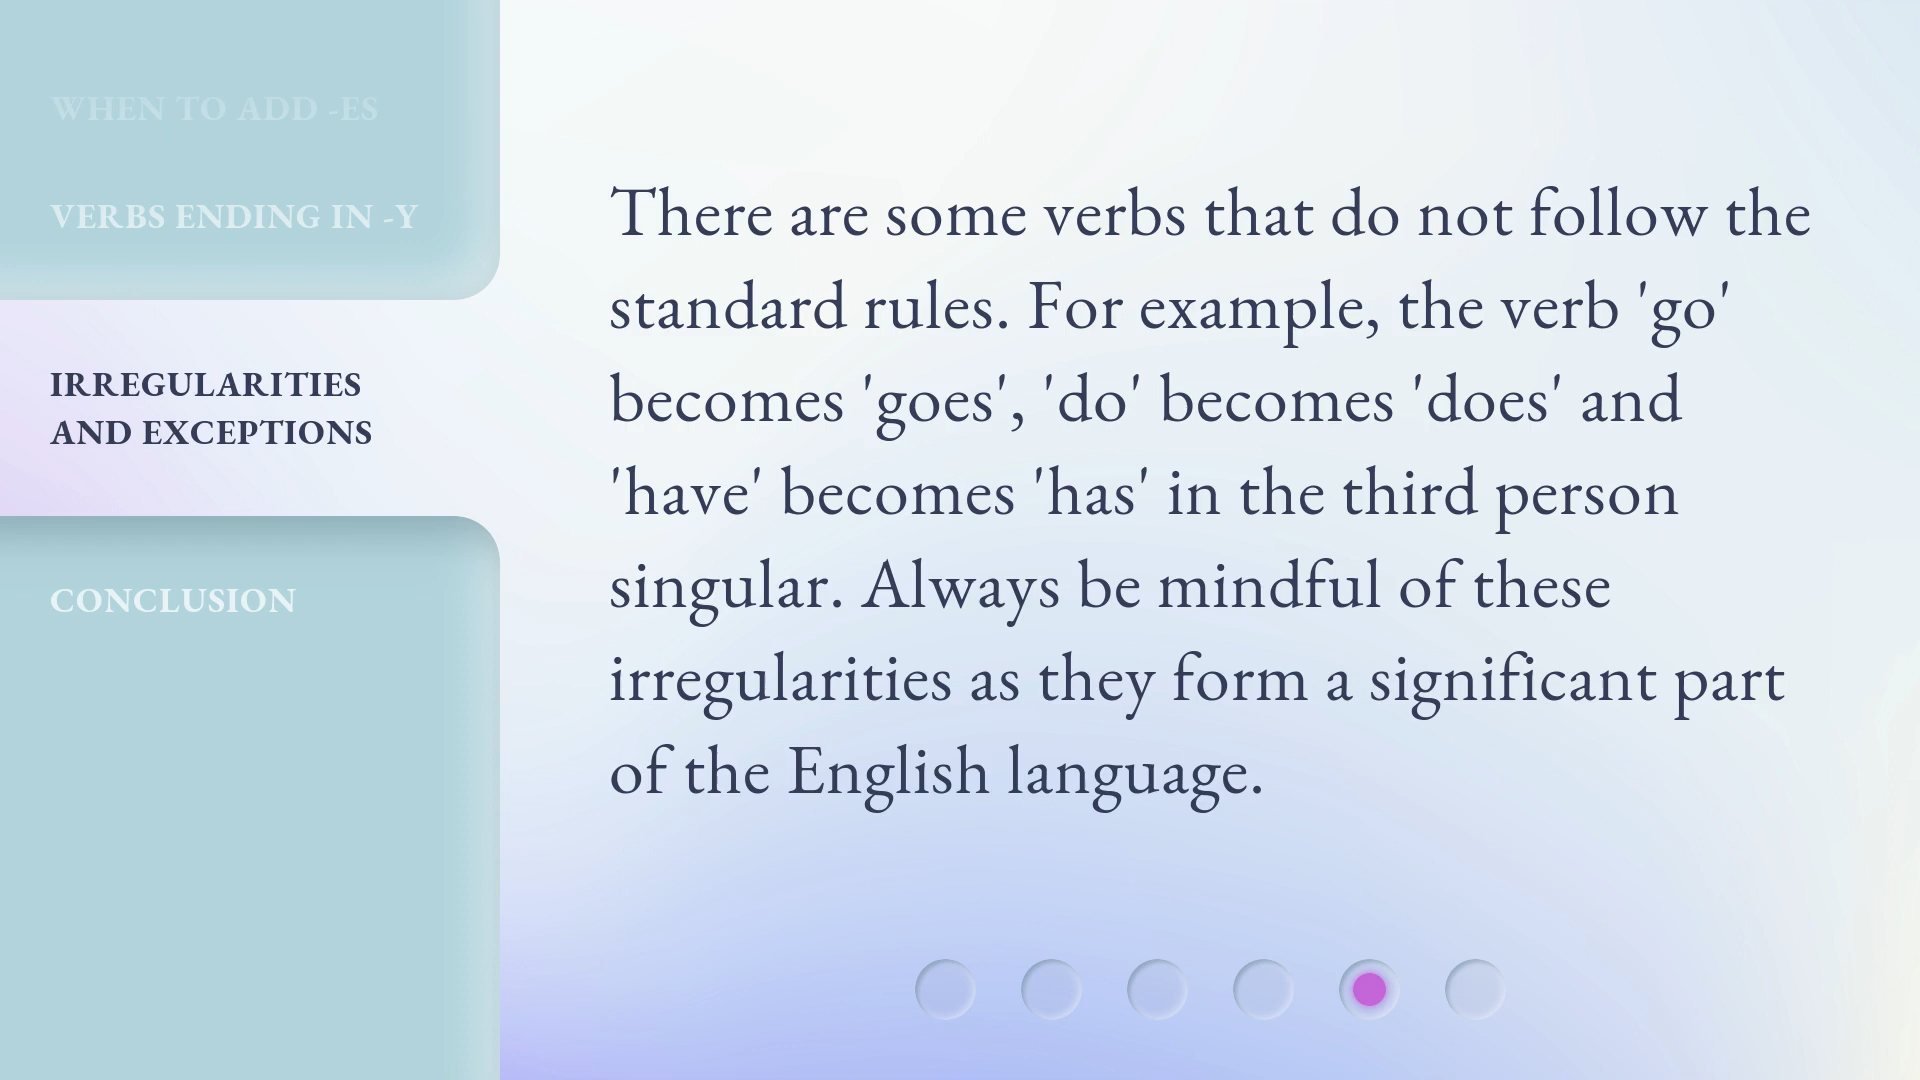 WHEN TO ADD -ES
VERBS ENDING IN -Y
IRREGULARITIES
AND EXCEPTIONS
CONCLUSION
There are some verbs that do not follow the
standard rules. For example, the verb 'go'
becomes 'goes', 'do' becomes 'does' and
'have' becomes 'has' in the third person
singular. Always be mindful of these
irregularities as they form a significant part
of the English language.